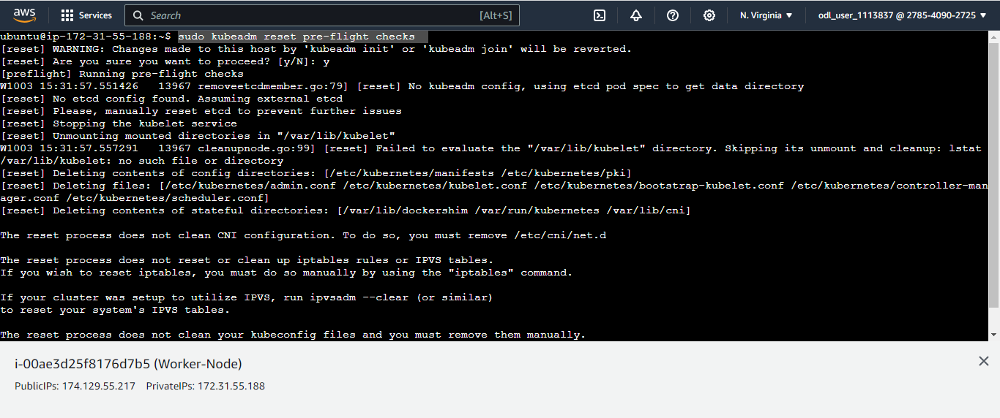 aws
Services
Search
[Alt+S]
N. Virginia
odl_user_1113837 @ 2785-4090-2725
ubuntu@ip-172-31-55-188:~$ sudo kubeadm reset pre-flight checks
[reset] WARNING: Changes made to this host by 'kubeadm init' or 'kubeadm join' will be reverted.
[reset] Are you sure you want to proceed? [y/N]: y
[preflight] Running pre-flight checks
W1003 15:31:57.551426   13967 removeetcdmember.go:79] [reset] No kubeadm config, using etcd pod spec to get data directory
[reset] No etcd config found. Assuming external etcd
[reset] Please, manually reset etcd to prevent further issues
[reset] Stopping the kubelet service
[reset] Unmounting mounted directories in "/var/lib/kubelet"
W1003 15:31:57.557291   13967 cleanupnode.go:99] [reset] Failed to evaluate the "/var/lib/kubelet" directory. Skipping its unmount and cleanup: lstat
/var/lib/kubelet: no such file or directory
[reset] Deleting contents of config directories: [/etc/kubernetes/manifests /etc/kubernetes/pki]
[reset] Deleting files: [/etc/kubernetes/admin.conf /etc/kubernetes/kubelet.conf /etc/kubernetes/bootstrap-kubelet.conf /etc/kubernetes/controller-man
ager.conf /etc/kubernetes/scheduler.conf]
[reset] Deleting contents of stateful directories: [/var/lib/dockershim /var/run/kubernetes /var/lib/cni]
The reset process does not clean CNI configuration. To do so, you must remove /etc/cni/net.d
The reset process does not reset or clean up iptables rules or IPVS tables.
If you wish to reset iptables, you must do so manually by using the "iptables" command.
If your cluster was setup to utilize IPVS, run ipvsadm --clear (or similar)
to reset your system's IPVS tables.
The reset process does not clean your kubeconfig files and you must remove them manually.
i-00ae3d25f8176d7b5 (Worker-Node)
PublicIPs: 174.129.55.217   PrivateIPs: 172.31.55.188